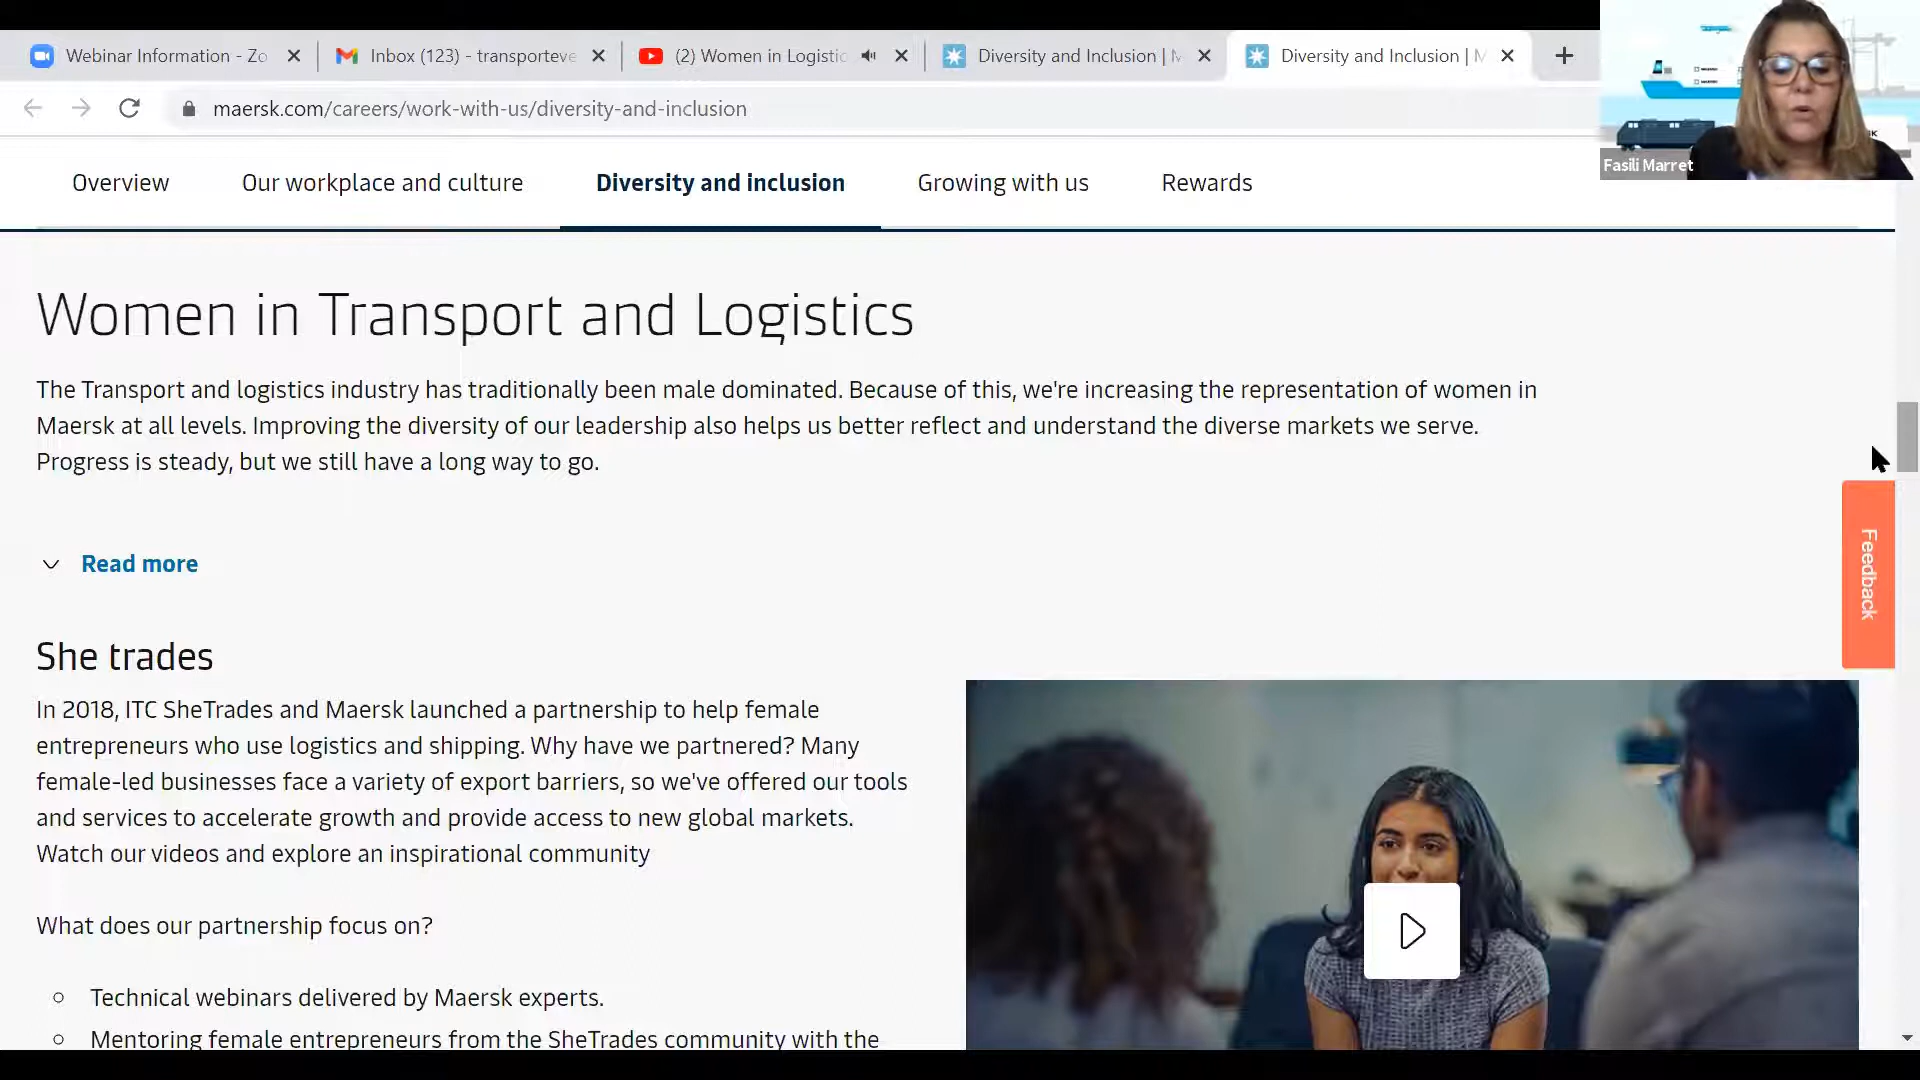 Webinar Information - Zo
Inbox (123) - transporteve
(2) Women in Logistic
Diversity and Inclusion | M
Diversity and Inclusion | M
maersk.com/careers/work-with-us/diversity-and-inclusion
Fasili Marret
Overview
Our workplace and culture
Diversity and inclusion
Growing with us
Rewards
Women in Transport and Logistics
The Transport and logistics industry has traditionally been male dominated. Because of this, we're increasing the representation of women in
Maersk at all levels. Improving the diversity of our leadership also helps us better reflect and understand the diverse markets we serve.
Progress is steady, but we still have a long way to go.
Read more
Feedback
She trades
In 2018, ITC SheTrades and Maersk launched a partnership to help female
entrepreneurs who use logistics and shipping. Why have we partnered? Many
female-led businesses face a variety of export barriers, so we've offered our tools
and services to accelerate growth and provide access to new global markets.
Watch our videos and explore an inspirational community
What does our partnership focus on?
Technical webinars delivered by Maersk experts.
Mentoring female entrepreneurs from the SheTrades community with the